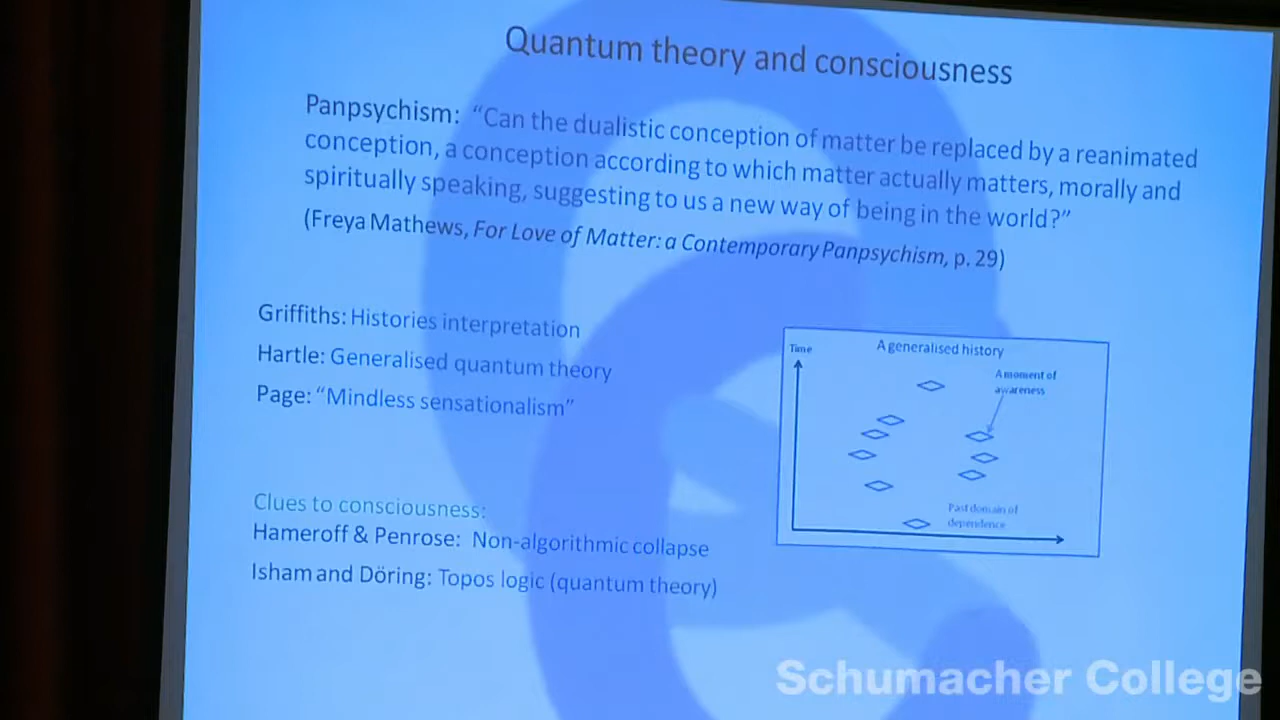 Quantum theory and consciousness
Panpsychism: “Can the dualistic conception of matter be replaced by a reanimated
conception, a conception according to which matter actually matters, morally and
spiritually speaking, suggesting to us a new way of being in the world?”
(Freya Mathews, For Love of Matter: a Contemporary Panpsychism, p. 29)
Griffiths: Histories interpretation
Hartle: Generalised quantum theory
Page: “Mindless sensationalism”
Clues to consciousness:
Hameroff & Penrose: Non-algorithmic collapse
Isham and Döring: Topos logic (quantum theory)
A generalised history
Time
A moment of
awareness
Past domain of
dependence
Schumacher College